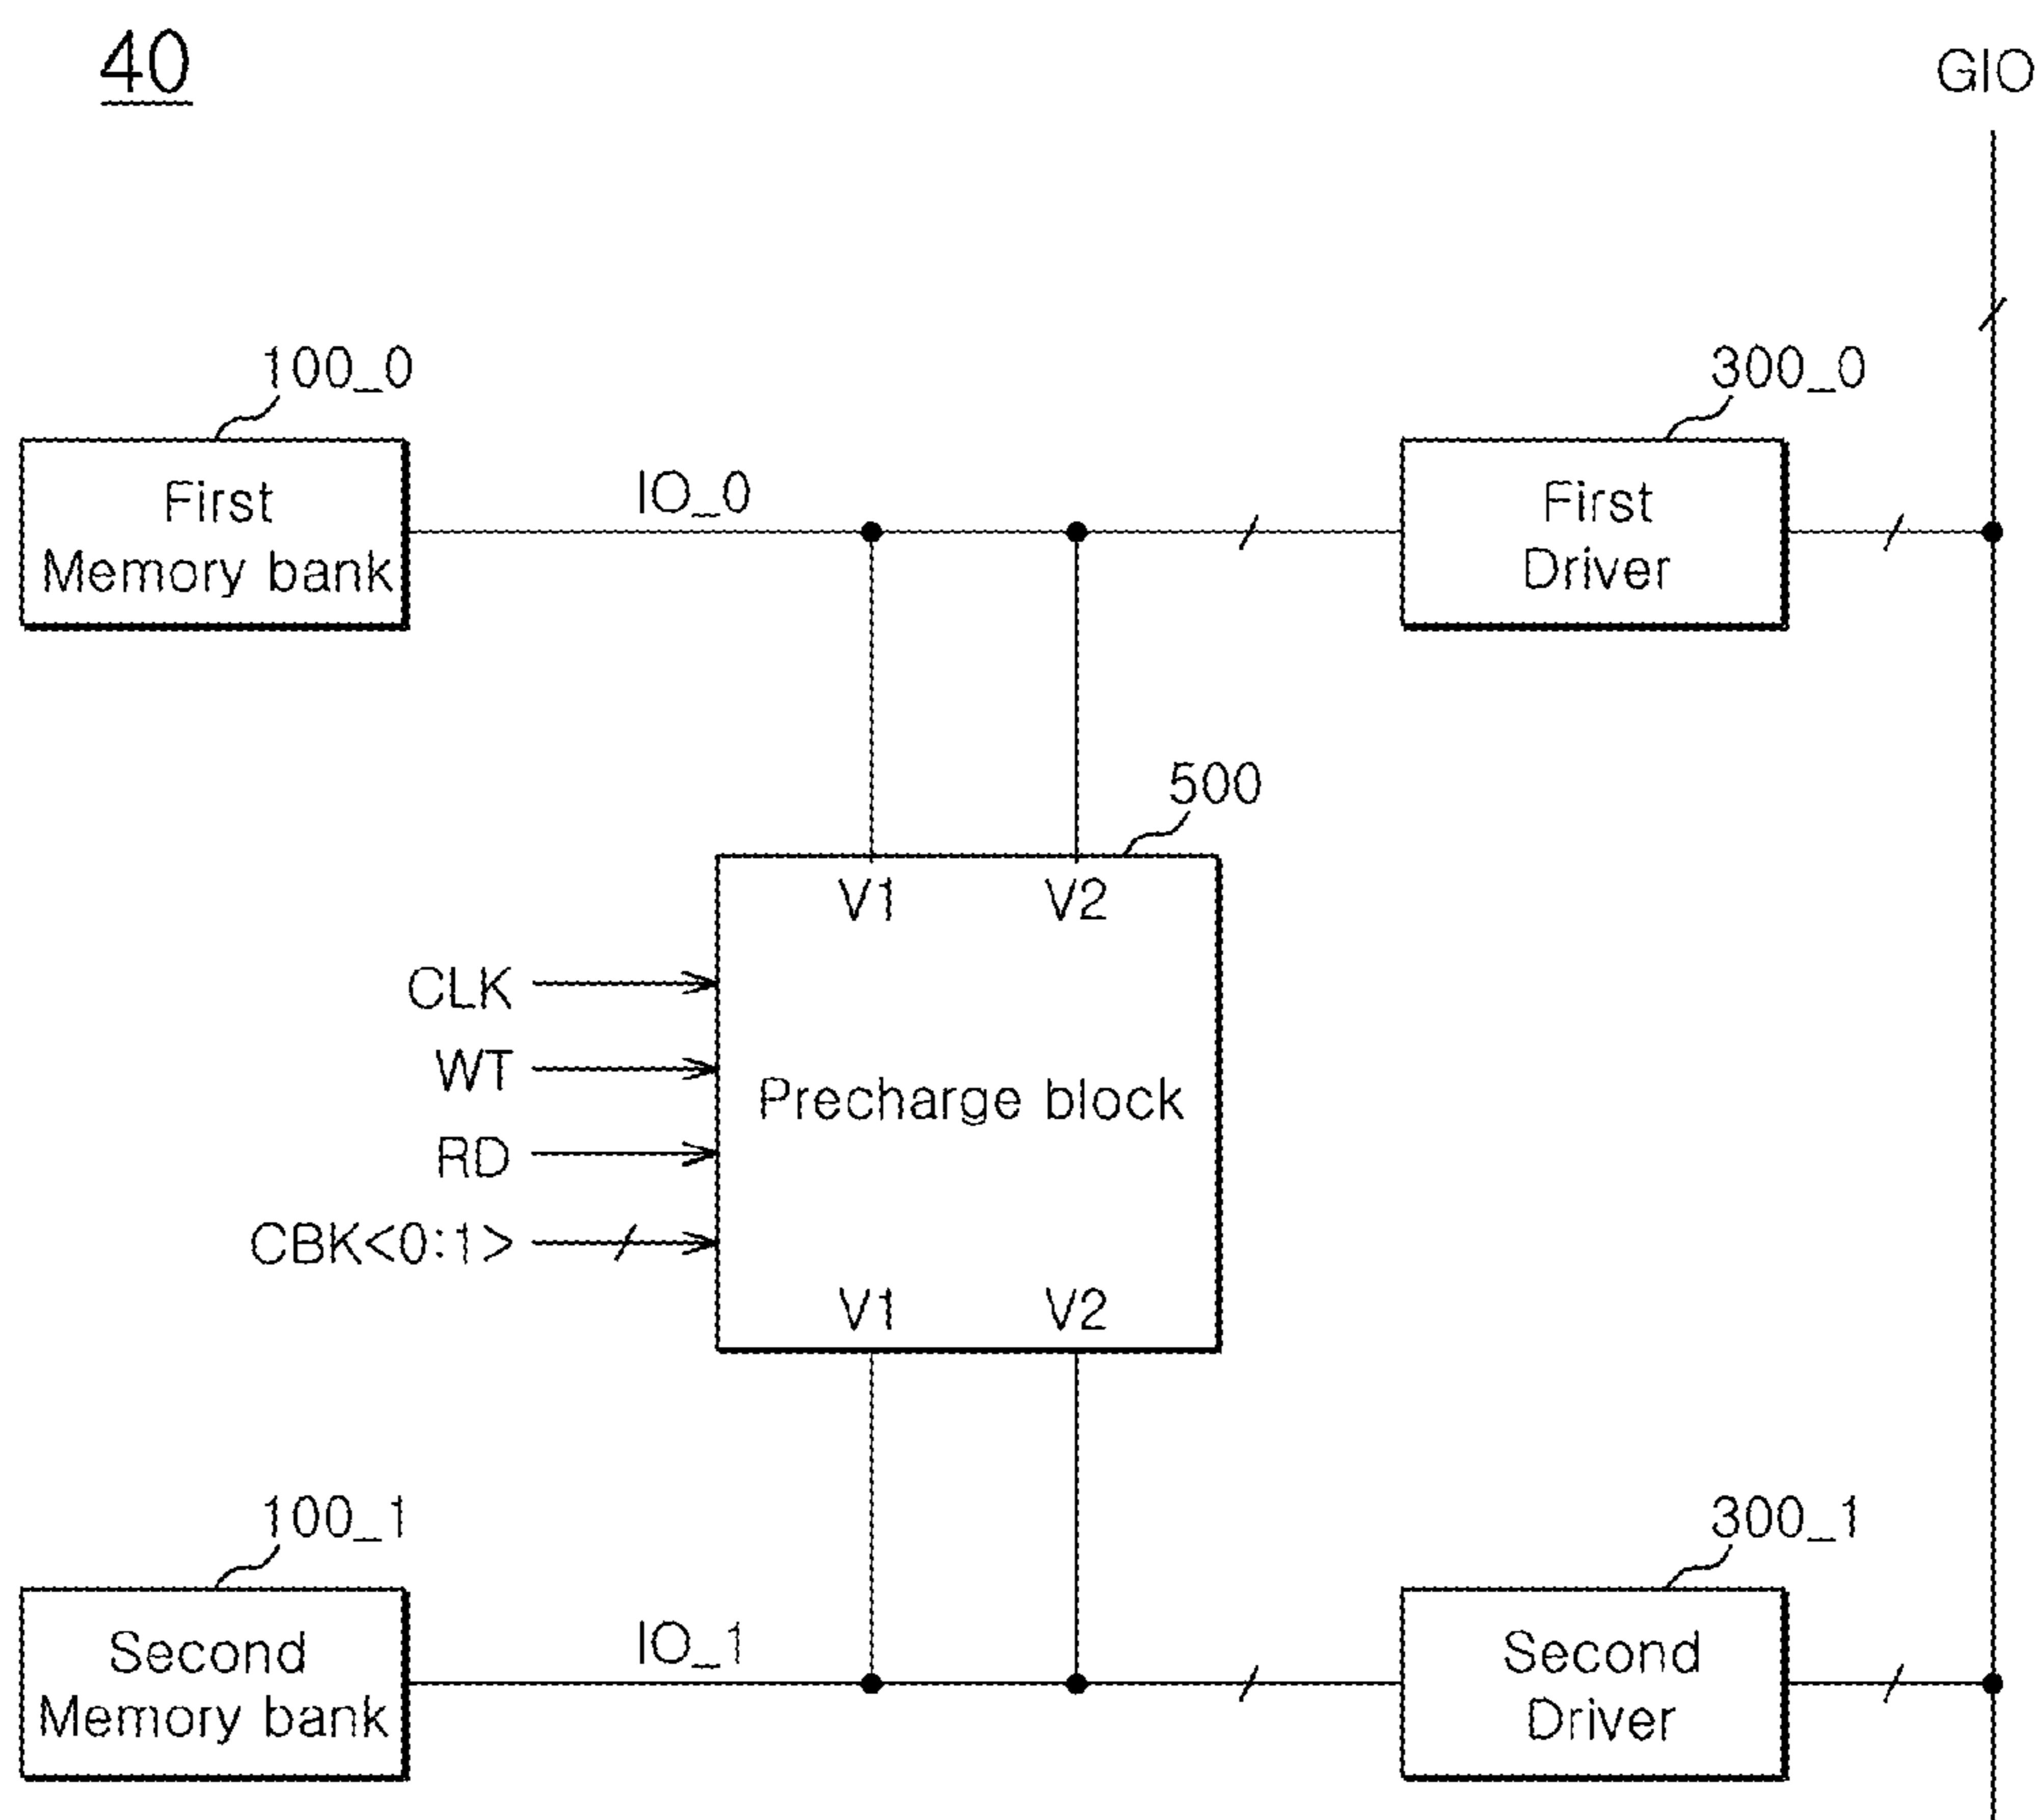 40
GIO
100_0
300_0
First
Memory bank
IO_0
First
Driver
500
V1 V2
CLK
WT
RD
CBK<0:1>
Precharge block
V1 V2
100_1
300_1
Second
Memory bank
IO_1
Second
Driver